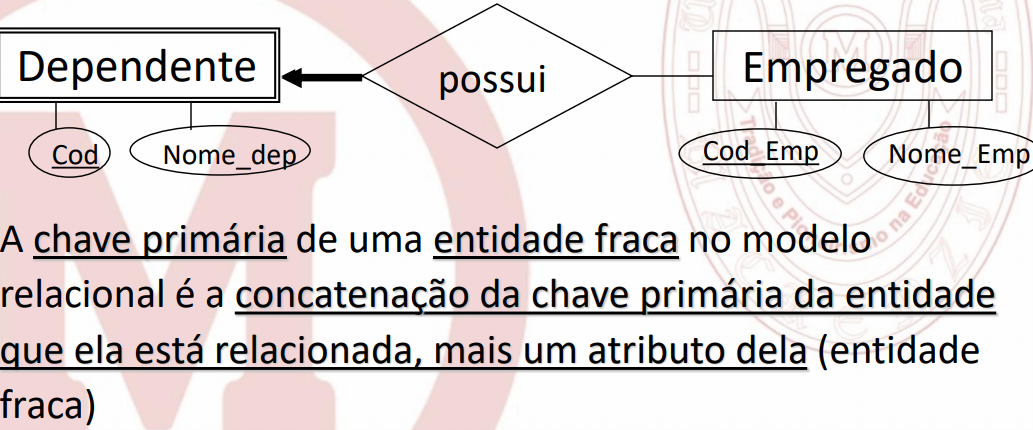 Dependente
possui
Empregado
Cod
Nome_dep
Cod_Emp
Nome_Emp
A chave primária de uma entidade fraca no modelo
relacional é a concatenação da chave primária da entidade
que ela está relacionada, mais um atributo dela (entidade
fraca)